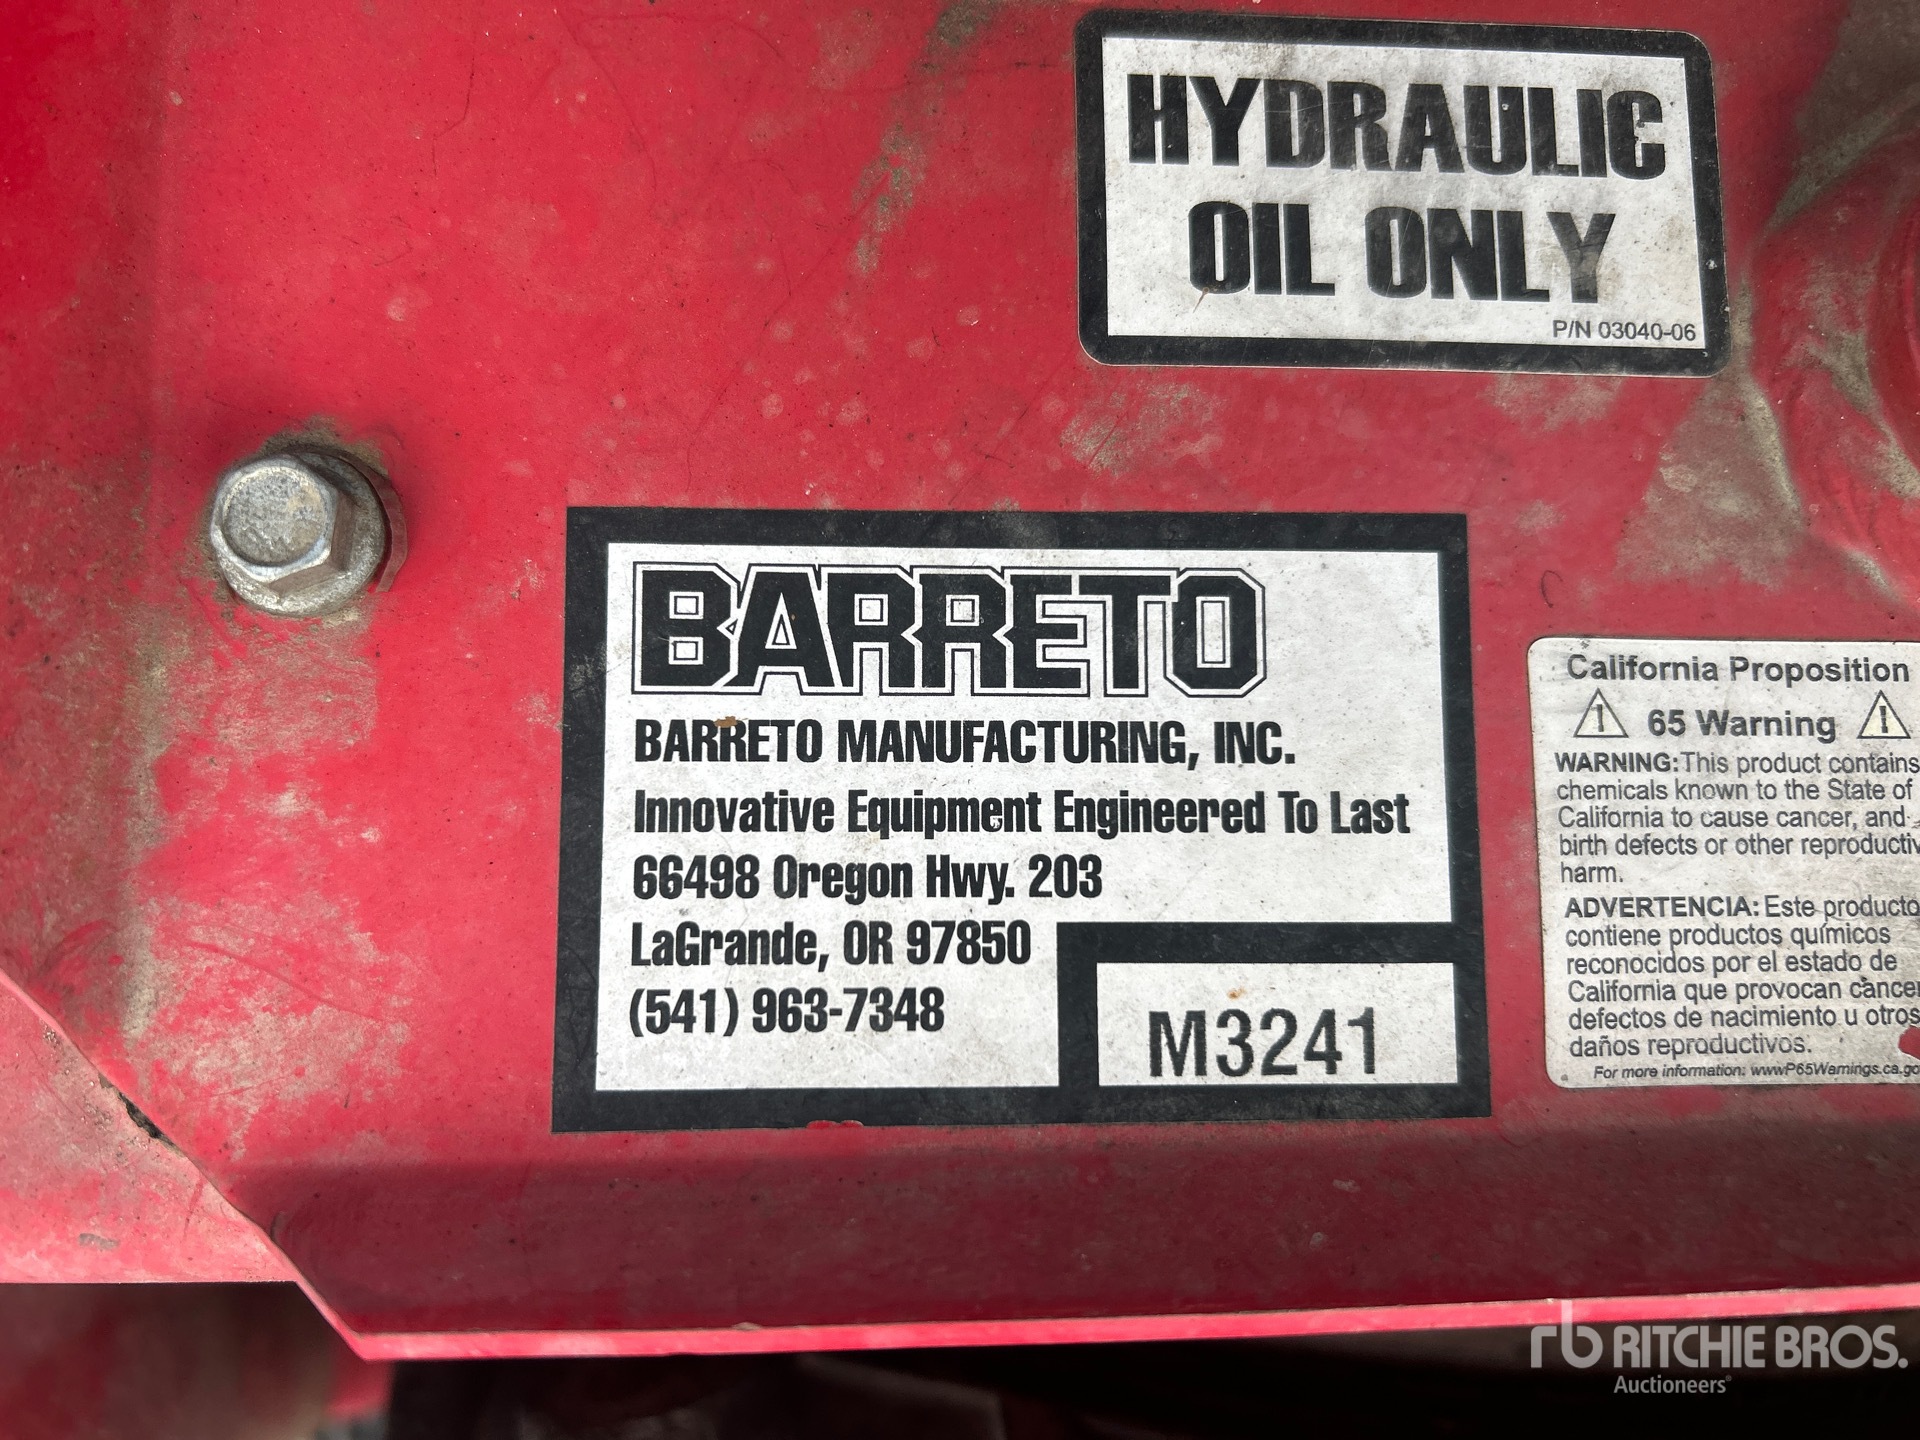 HYDRAULIC
OIL ONLY
P/N 03040-06
BARRETO
BARRETO MANUFACTURING, INC.
Innovative Equipment Engineered To Last
66498 Oregon Hwy. 203
LaGrande, OR 97850
(541) 963-7348
M3241
California Proposition
65 Warning
WARNING: This product contains
chemicals known to the State of
California to cause cancer, and
birth defects or other reproductiv
harm.
ADVERTENCIA: Este producto
contiene productos químicos
reconocidos por el estado de
California que provocan cáncer
defectos de nacimiento u otros
daños reproductivos.
For more information: wwwP65Warnings.ca.go
rb RITCHIE BROS.
Auctioneers